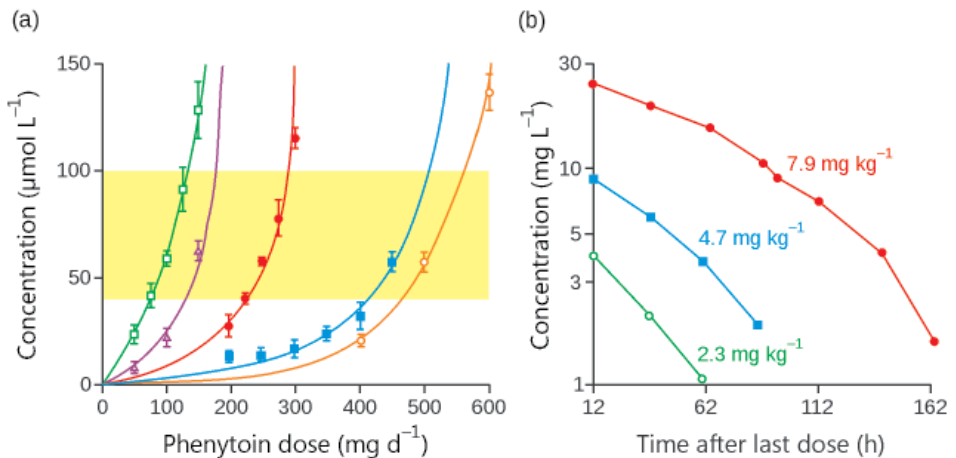 (a)
150
100
50
0
Concentration (µmol L⁻¹)
0 100 200 300 400 500 600
Phenytoin dose (mg d⁻¹)
(b)
30
10
5
3
1
Concentration (mg L⁻¹)
7.9 mg kg⁻¹
4.7 mg kg⁻¹
2.3 mg kg⁻¹
12 62 112 162
Time after last dose (h)